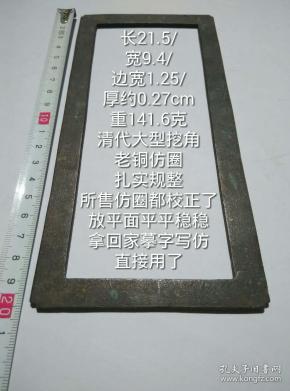 长21.5/
宽9.4/
边宽1.25/
厚约0.27cm
重141.6克
清代大型挖角
老铜仿圈
扎实规整
所售仿圈都校正了
放平面平平稳稳
拿回家摹字写仿
直接用了
10
20
孔夫子旧书网